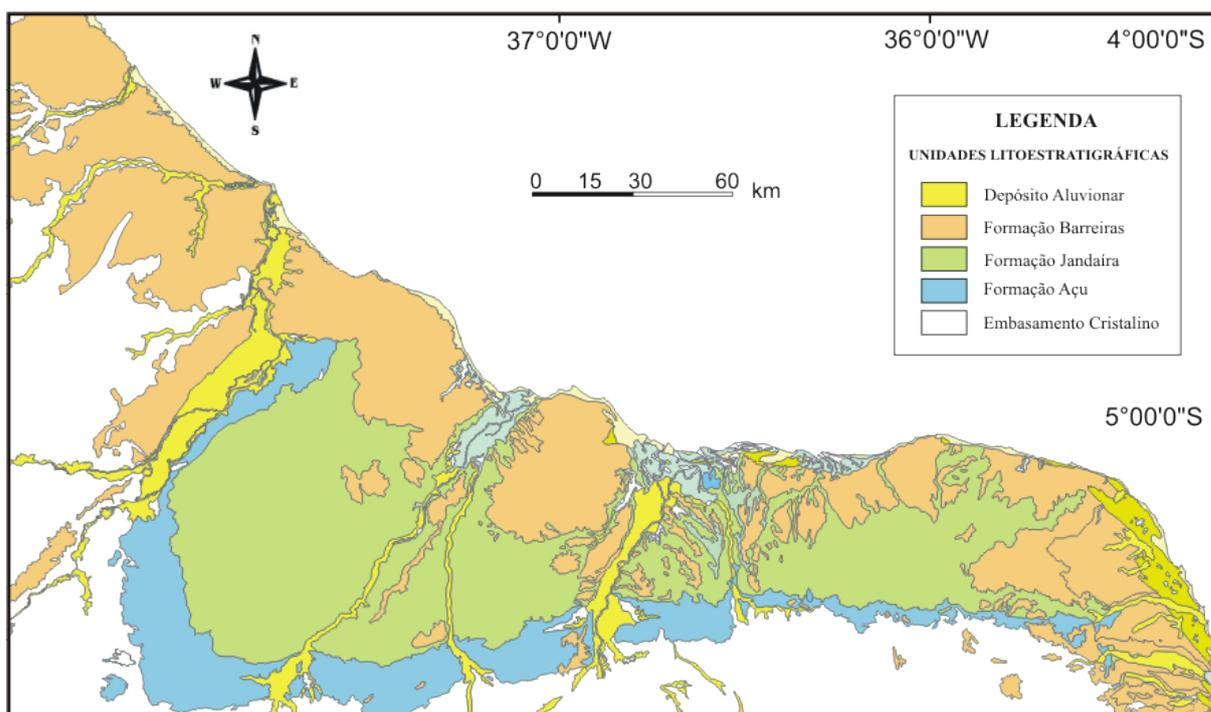 37°0'0"W
36°0'0"W
4°00'0"S
N
W E
S
0 15 30 60 km
LEGENDA
UNIDADES LITOESTRATIGRÁFICAS
Depósito Aluvionar
Formação Barreiras
Formação Jandaíra
Formação Açu
Embasamento Cristalino
5°00'0"S